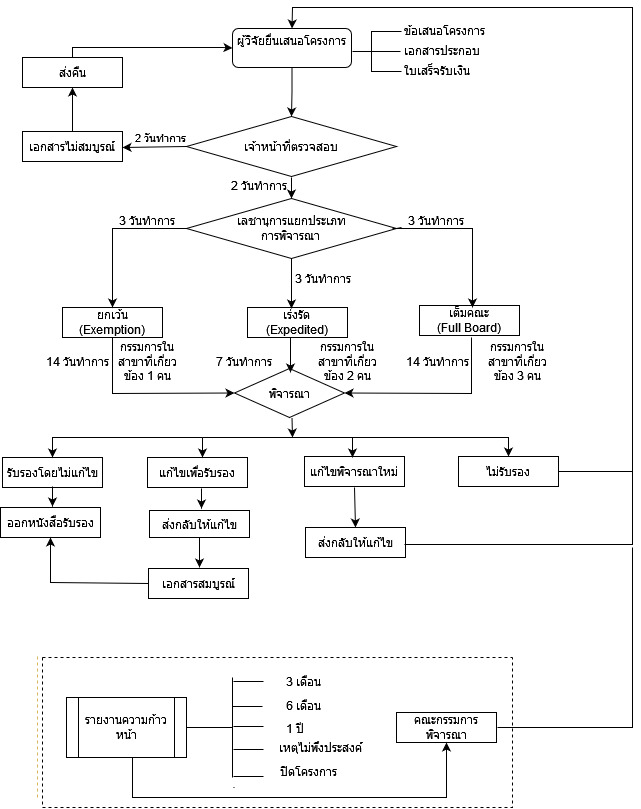 ผู้วิจัยยื่นเสนอโครงการ
ข้อเสนอโครงการ
เอกสารประกอบ
ใบเสร็จรับเงิน
ส่งคืน
เอกสารไม่สมบูรณ์
2 วันทำการ
เจ้าหน้าที่ตรวจสอบ
2 วันทำการ
เลขานุการแยกประเภท
การพิจารณา
3 วันทำการ
3 วันทำการ
3 วันทำการ
ยกเว้น
(Exemption)
เร่งรัด
(Expedited)
เต็มคณะ
(Full Board)
14 วันทำการ
กรรมการใน
สาขาที่เกี่ยว
ข้อง 1 คน
7 วันทำการ
กรรมการใน
สาขาที่เกี่ยว
ข้อง 2 คน
14 วันทำการ
กรรมการใน
สาขาที่เกี่ยว
ข้อง 3 คน
พิจารณา
รับรองโดยไม่แก้ไข
แก้ไขเพื่อรับรอง
แก้ไขพิจารณาใหม่
ไม่รับรอง
ออกหนังสือรับรอง
ส่งกลับให้แก้ไข
ส่งกลับให้แก้ไข
เอกสารสมบูรณ์
รายงานความก้าว
หน้า
3 เดือน
6 เดือน
1 ปี
เหตุไม่พึงประสงค์
ปิดโครงการ
คณะกรรมการ
พิจารณา